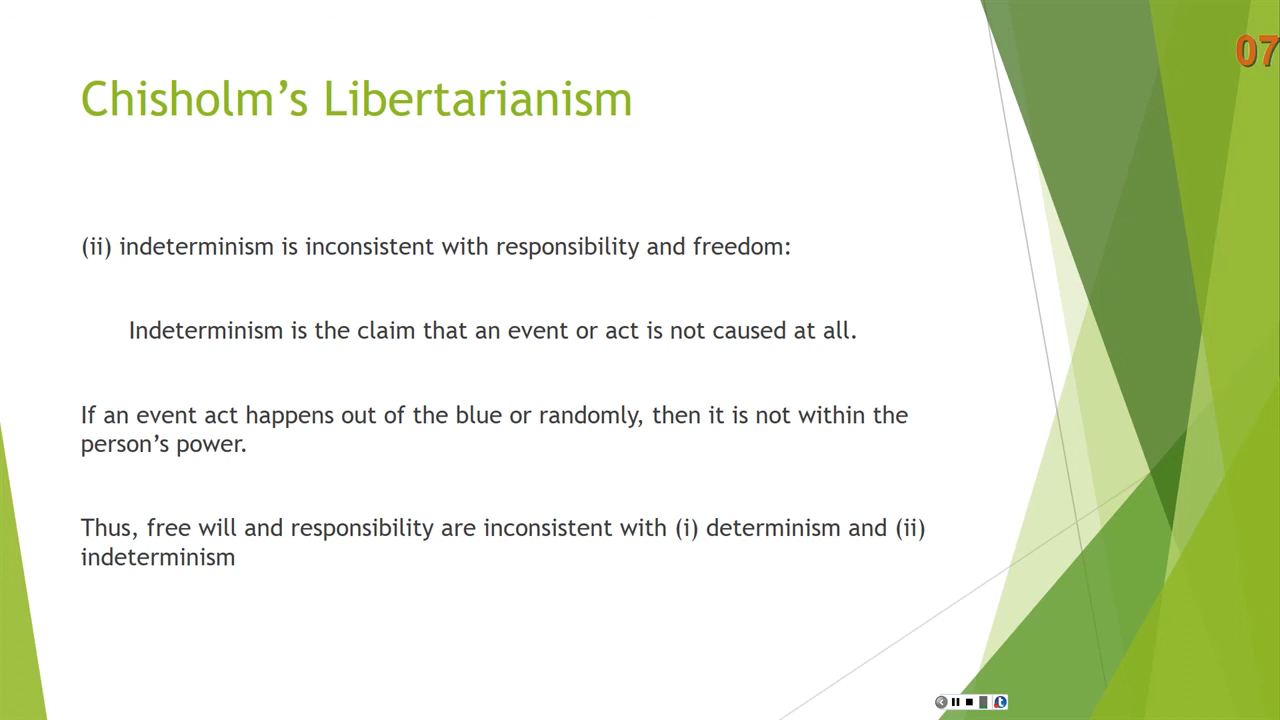 07
Chisholm’s Libertarianism
(ii) indeterminism is inconsistent with responsibility and freedom:
Indeterminism is the claim that an event or act is not caused at all.
If an event act happens out of the blue or randomly, then it is not within the
person’s power.
Thus, free will and responsibility are inconsistent with (i) determinism and (ii)
indeterminism